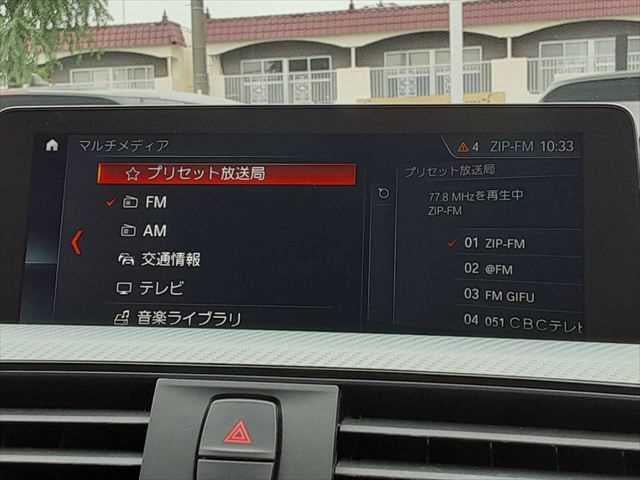 マルチメディア
4 ZIP-FM 10:33
プリセット放送局
FM
AM
交通情報
テレビ
音楽ライブラリ
プリセット放送局
77.8 MHzを再生中
ZIP-FM
01 ZIP-FM
02 @FM
03 FM GIFU
04 051 CBCテレビ